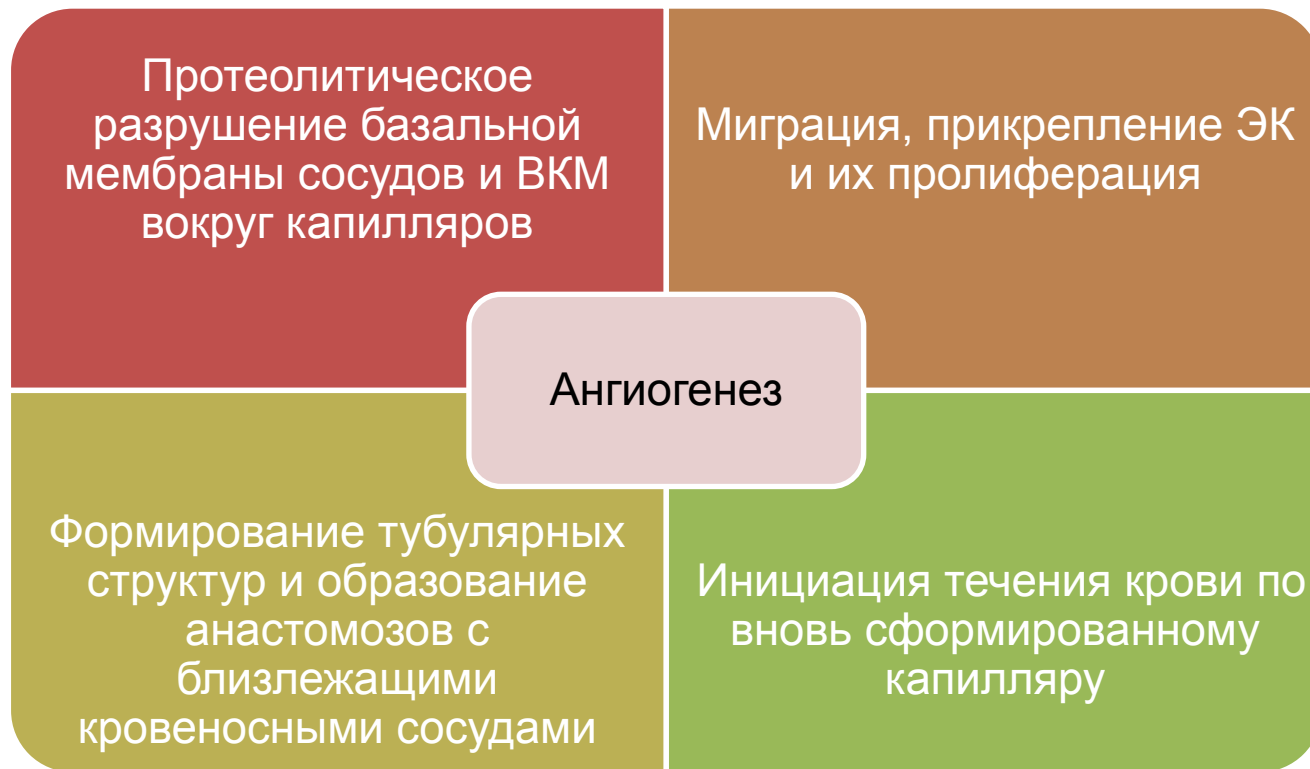 Протеолитическое
разрушение базальной
мембраны сосудов и ВКМ
вокруг капилляров
Миграция, прикрепление ЭК
и их пролиферация
Ангиогенез
Формирование тубулярных
структур и образование
анастомозов с
близлежащими
кровеносными сосудами
Инициация течения крови по
вновь сформированному
капилляру